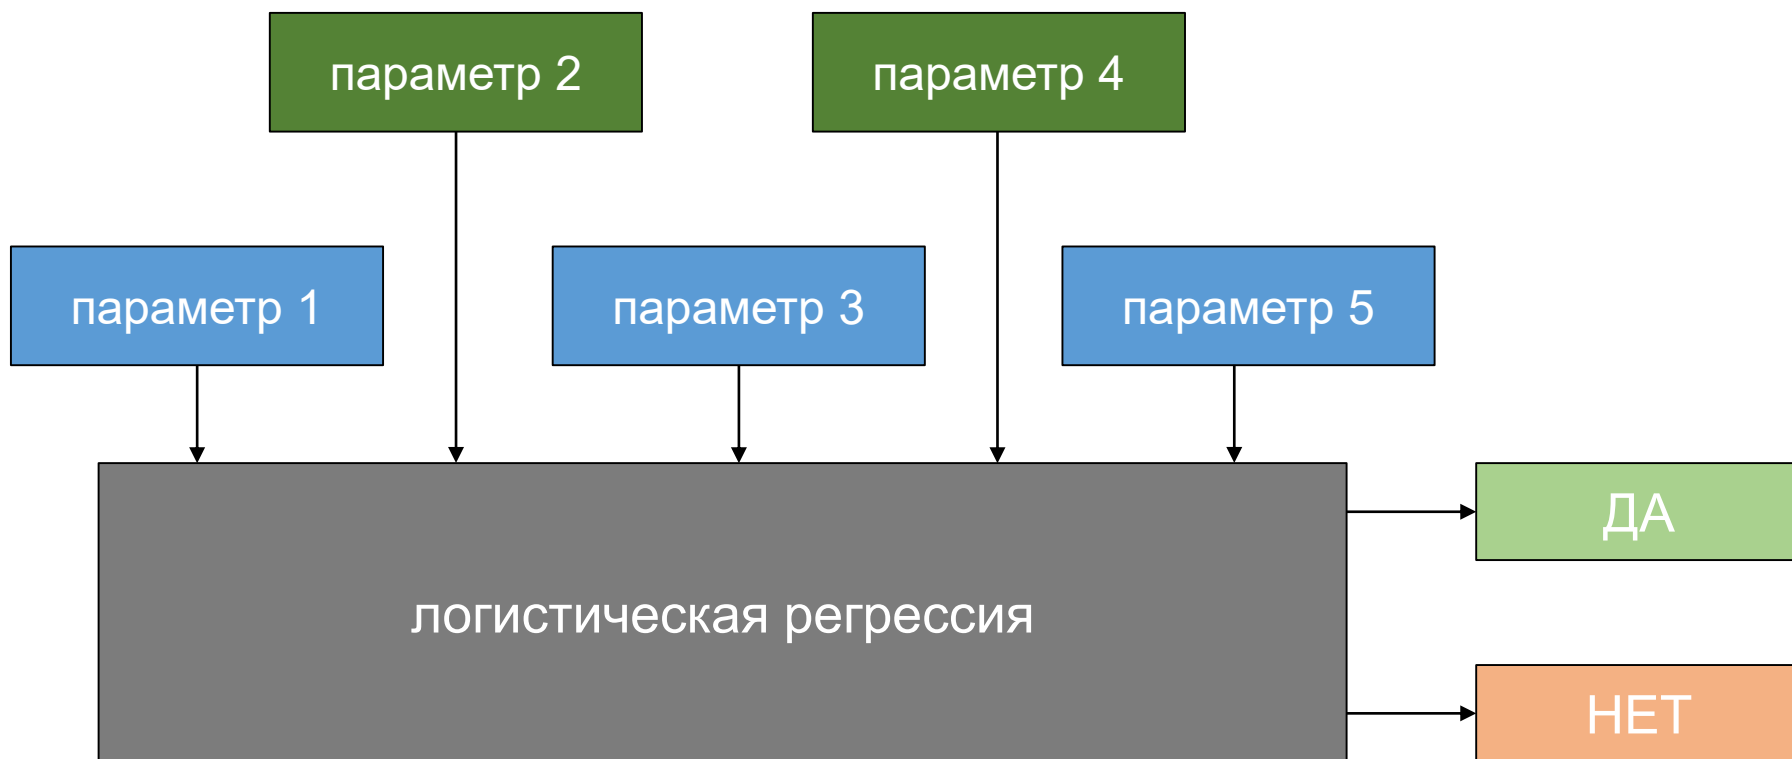 параметр 2
параметр 4
параметр 1
параметр 3
параметр 5
ДА
логистическая регрессия
НЕТ